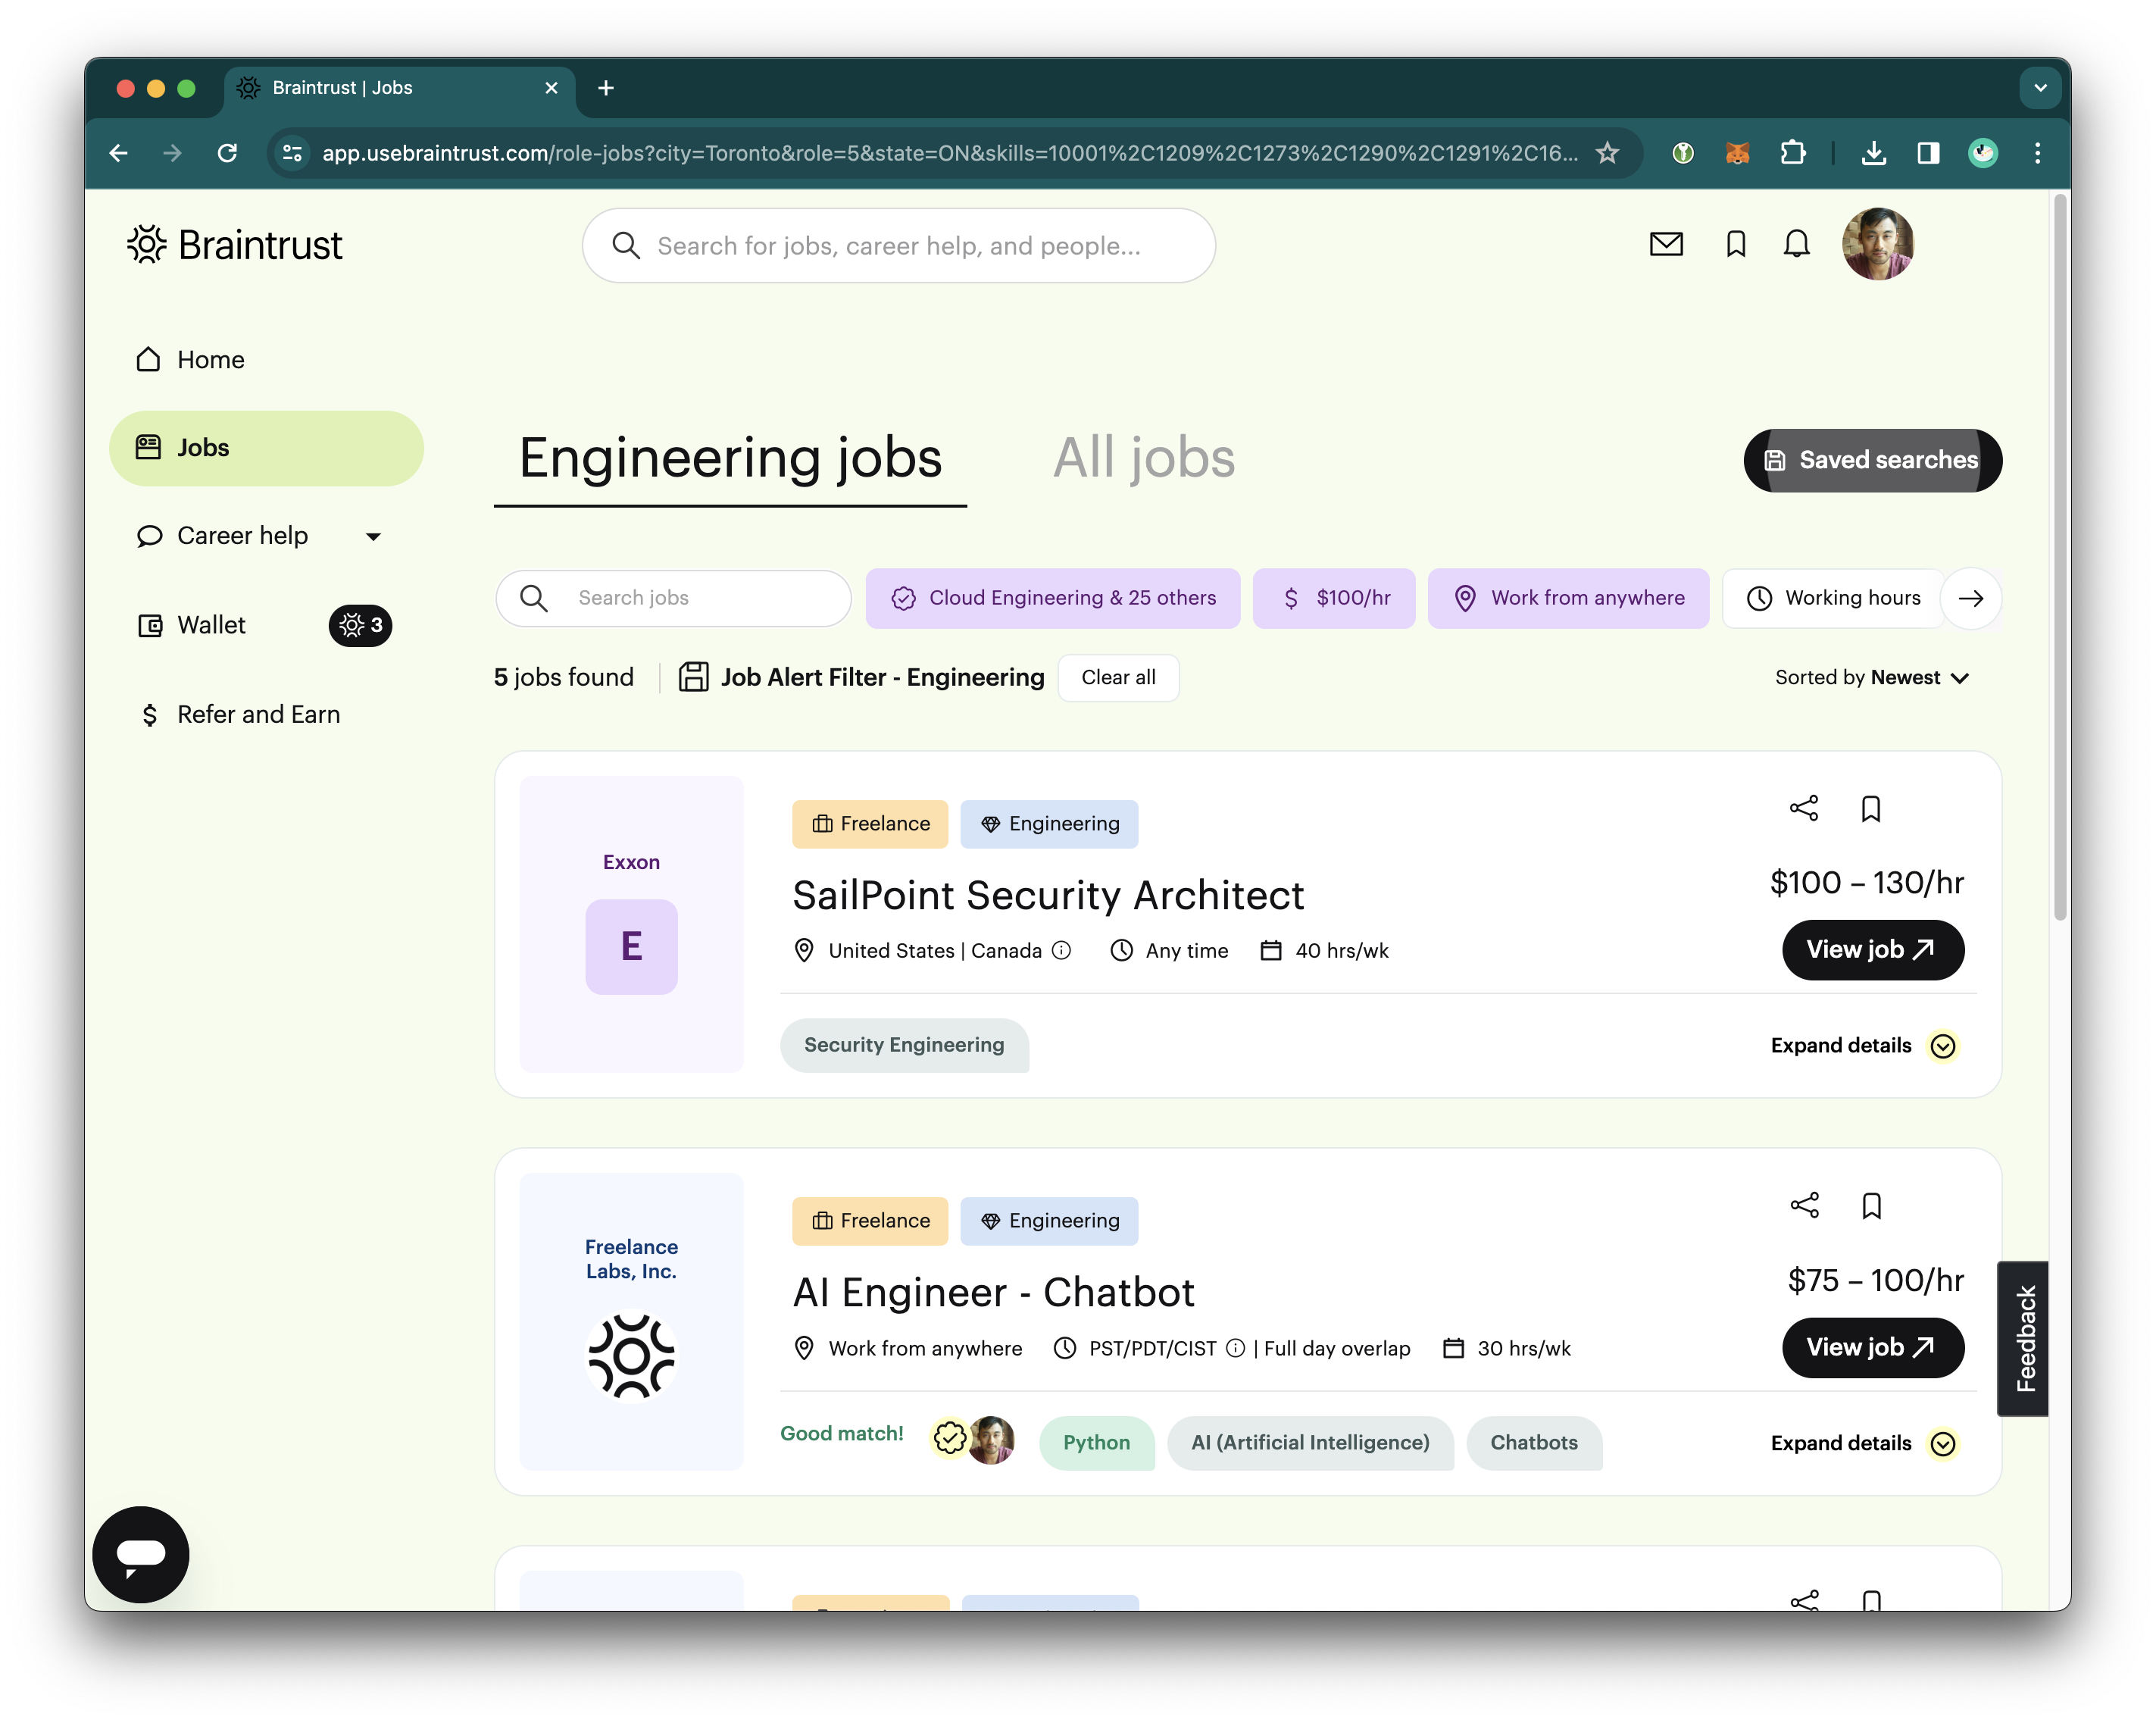 Braintrust | Jobs
app.usebraintrust.com/role-jobs?city=Toronto&role=5&state=ON&skills=10001%2C1209%2C1273%2C1290%2C1291%2C16...
Braintrust
Search for jobs, career help, and people...
Home
Jobs
Career help
Wallet
3
Refer and Earn
Engineering jobs
All jobs
Saved searches
Search jobs
Cloud Engineering & 25 others
$ $100/hr
Work from anywhere
Working hours
5 jobs found
Job Alert Filter - Engineering
Clear all
Sorted by Newest
Exxon
E
Freelance
Engineering
SailPoint Security Architect
United States | Canada
Any time
40 hrs/wk
$100 – 130/hr
View job
Security Engineering
Expand details
Freelance
Labs, Inc.
Freelance
Engineering
AI Engineer - Chatbot
Work from anywhere
PST/PDT/CIST | Full day overlap
30 hrs/wk
$75 – 100/hr
View job
Good match!
Python
AI (Artificial Intelligence)
Chatbots
Expand details
Feedback